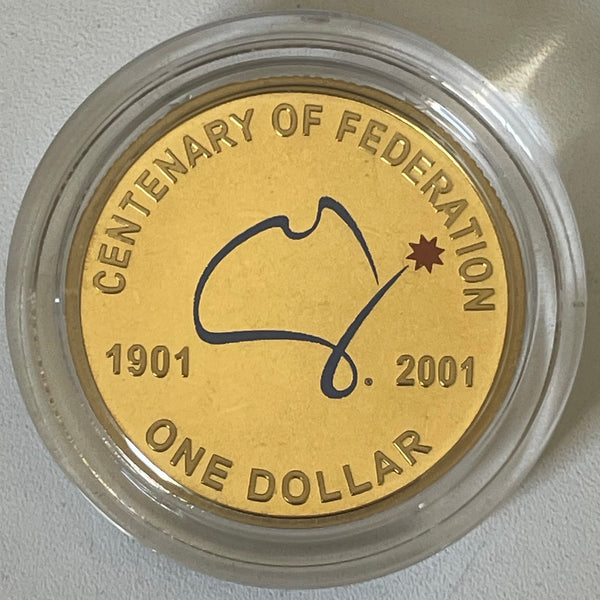 CENTENARY OF FEDERATION
1901
2001
ONE DOLLAR